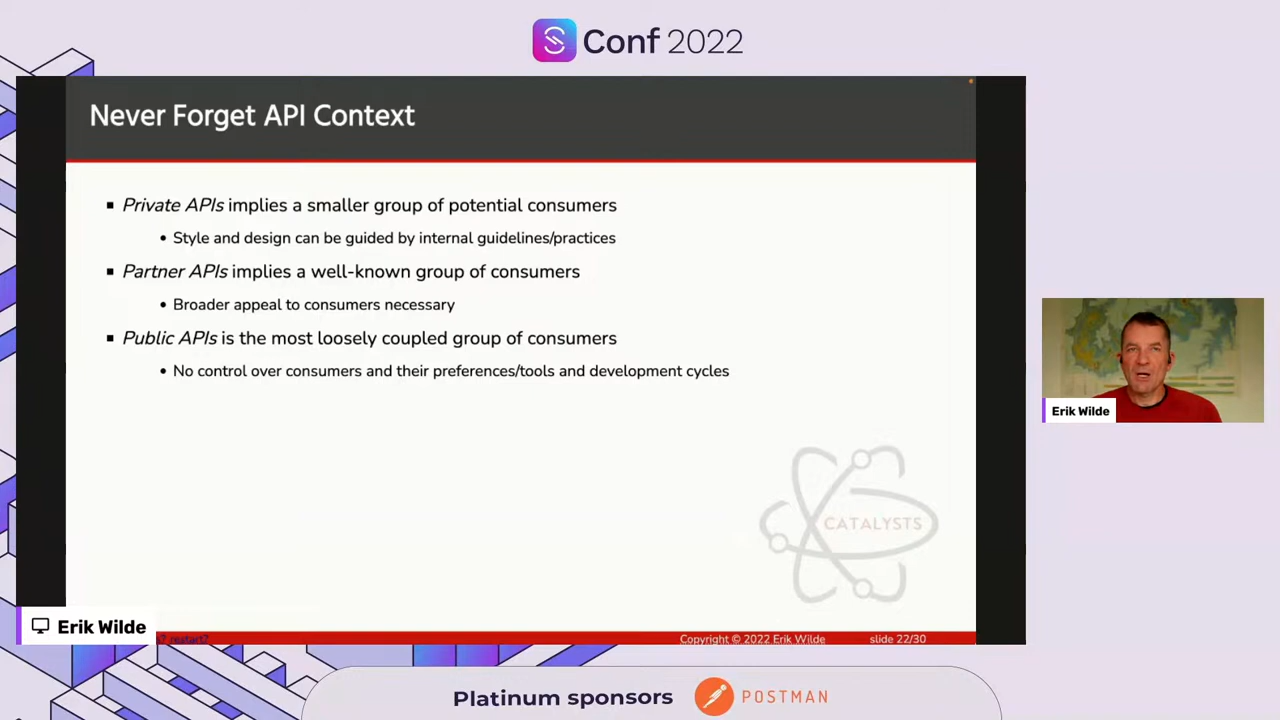 Conf 2022
Never Forget API Context
Private APIs implies a smaller group of potential consumers
Style and design can be guided by internal guidelines/practices
Partner APIs implies a well-known group of consumers
Broader appeal to consumers necessary
Public APIs is the most loosely coupled group of consumers
No control over consumers and their preferences/tools and development cycles
CATALYSTS
Erik Wilde
Erik Wilde
restart?
Copyright © 2022 Erik Wilde
slide 22/30
Platinum sponsors
POSTMAN